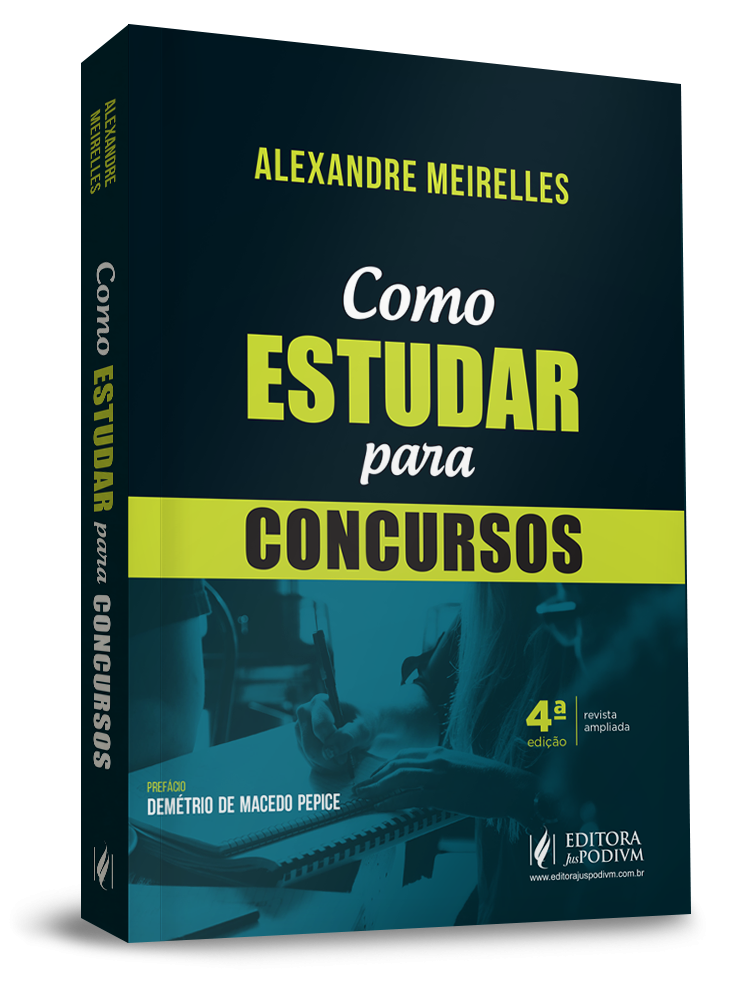 ALEXANDRE MEIRELLES
Como
ESTUDAR
para
CONCURSOS
4ª
edição
revista
ampliada
PREFÁCIO
DEMÉTRIO DE MACEDO PEPICE
EDITORA
JusPODIVM
www.editorajuspodivm.com.br
ALEXANDRE
MEIRELLES
Como ESTUDAR para CONCURSOS